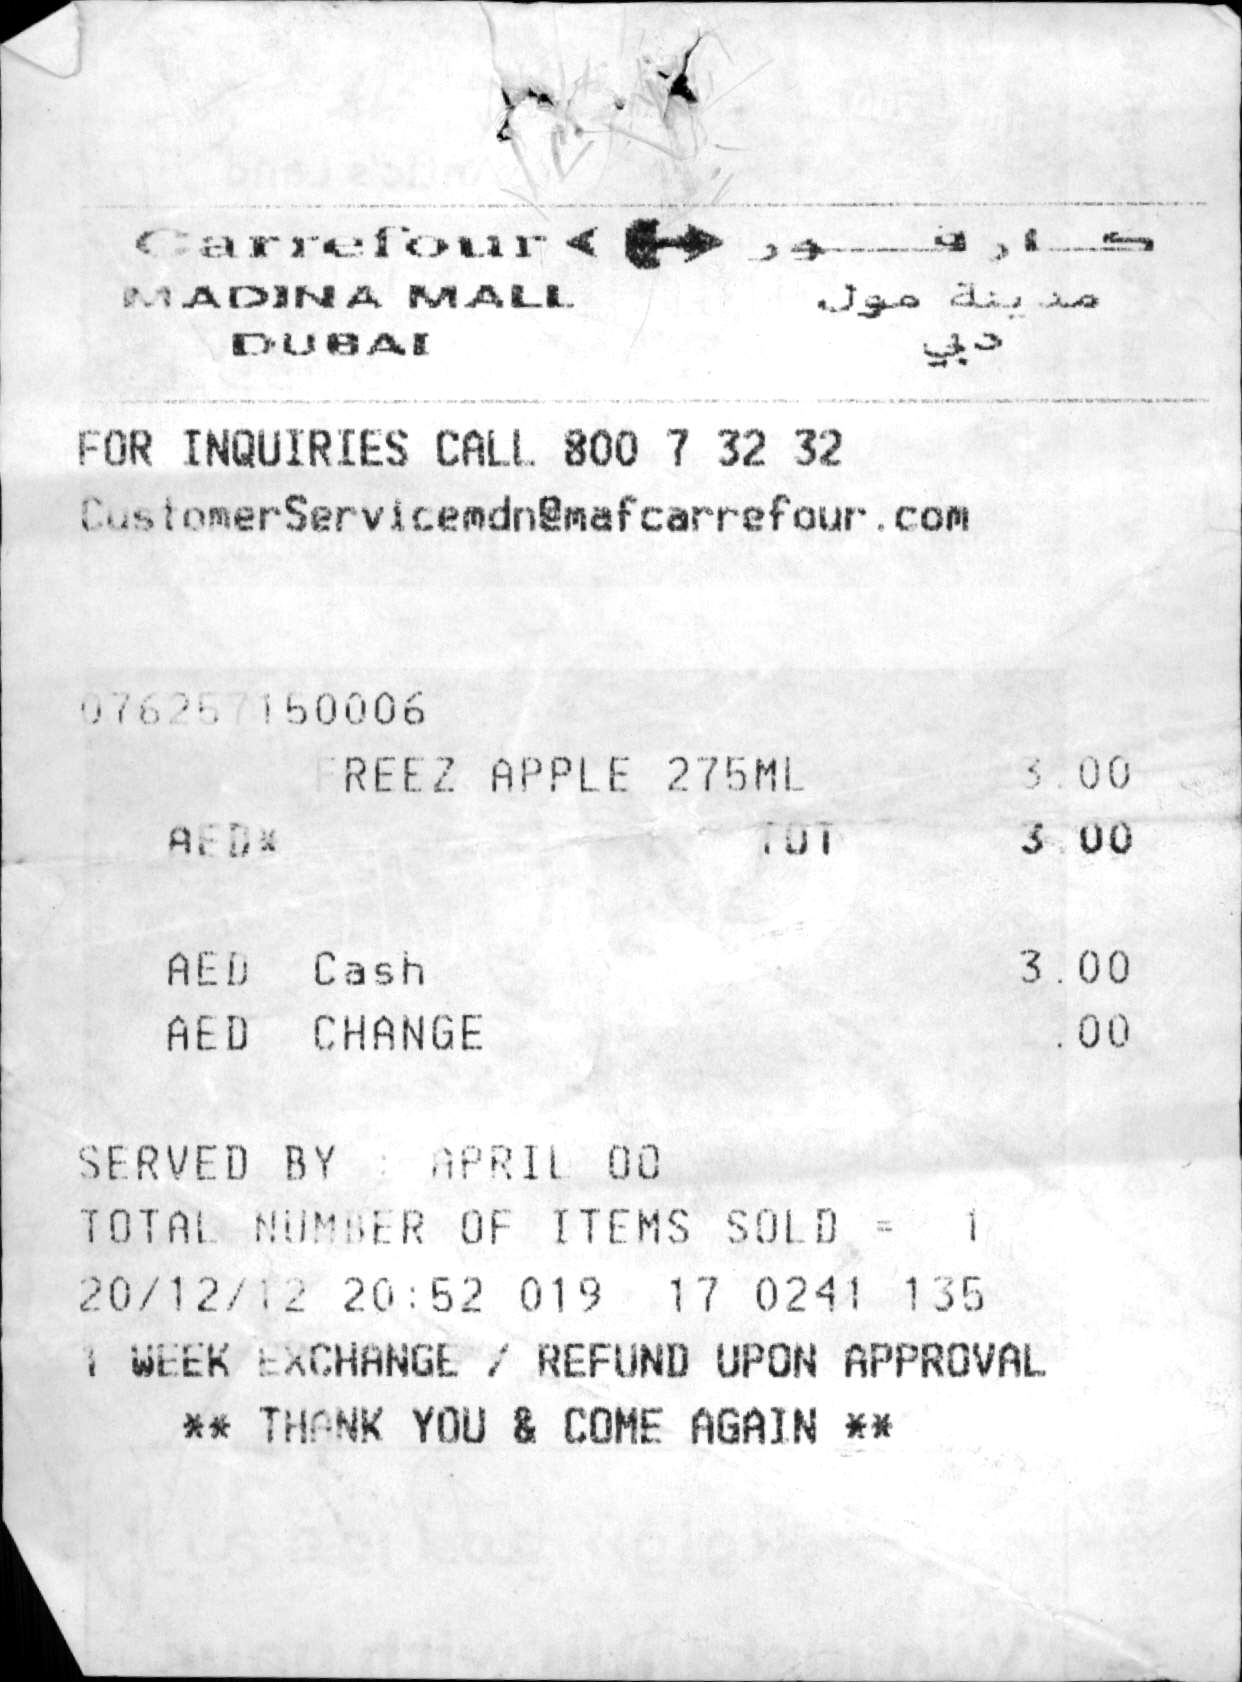 Carrefour كارفور
MADINA MALL مدينة مول
DUBAI دبي
FOR INQUIRIES CALL 800 7 32 32
CustomerServicemdn@mafcarrefour.com
076257150006
FREEZ APPLE 275ML 3.00
AED* TOT 3.00
AED Cash 3.00
AED CHANGE .00
SERVED BY : APRIL OO
TOTAL NUMBER OF ITEMS SOLD = 1
20/12/12 20:52 019 17 0241 135
1 WEEK EXCHANGE / REFUND UPON APPROVAL
** THANK YOU & COME AGAIN **